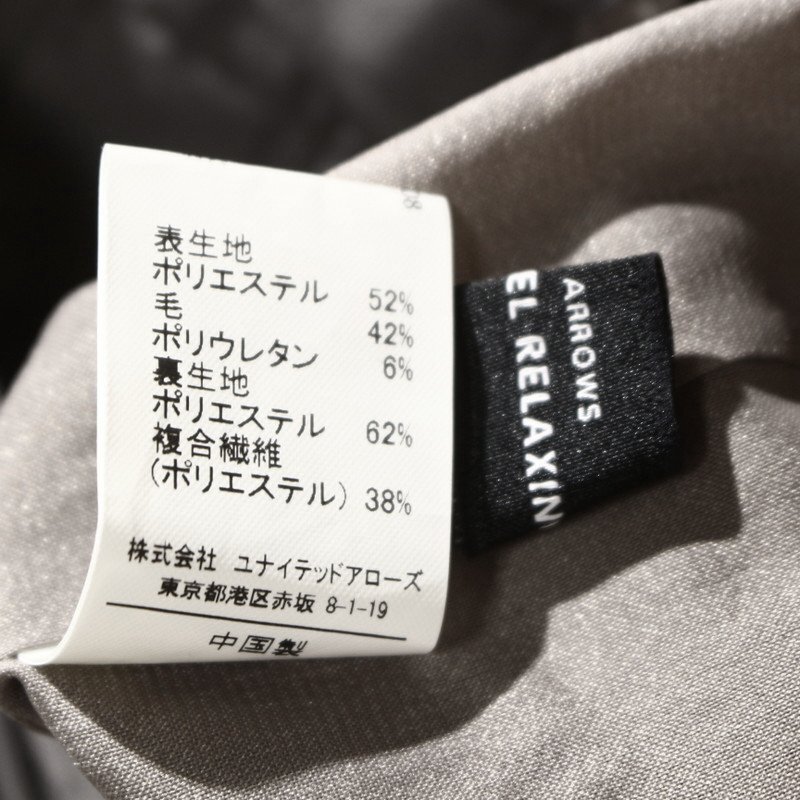 表生地
ポリエステル 52%
毛 42%
ポリウレタン 6%
裏生地
ポリエステル 62%
複合繊維
(ポリエステル) 38%
株式会社 ユナイテッドアローズ
東京都港区赤坂 8-1-19
中国製
ARROWS
EL RELAXIN